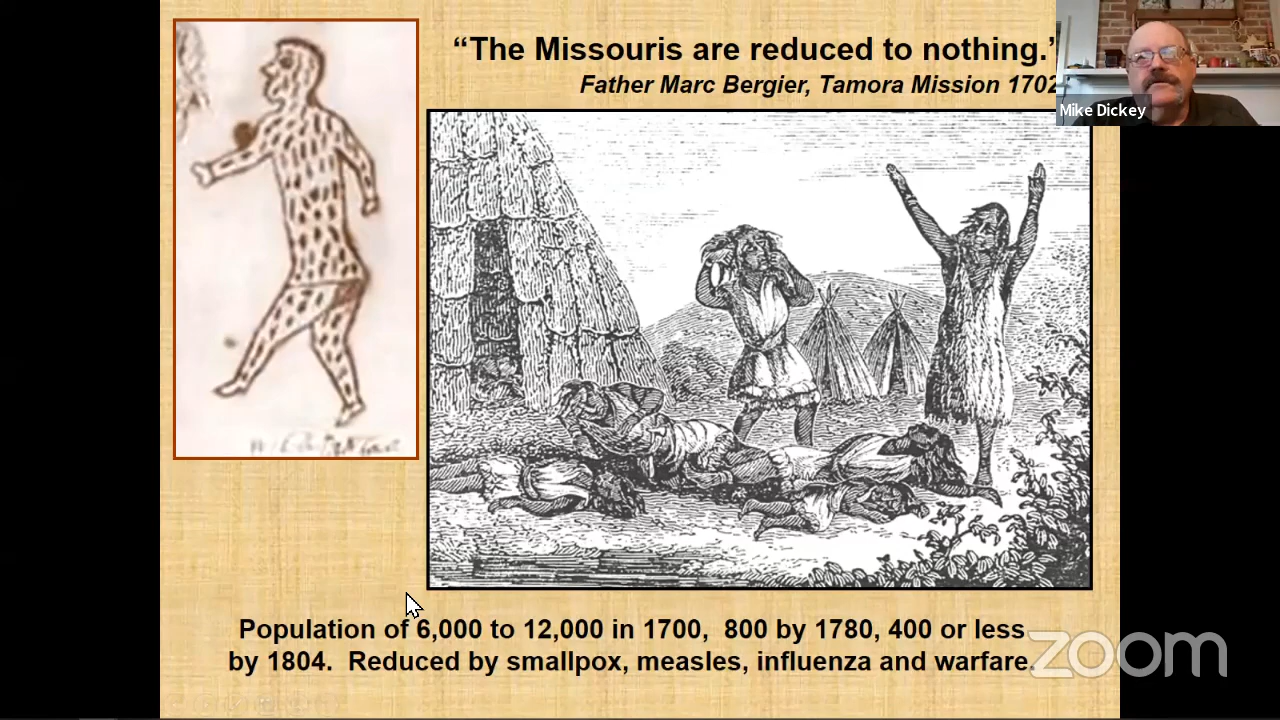 “The Missouris are reduced to nothing.”
Father Marc Bergier, Tamora Mission 1702
Mike Dickey
Population of 6,000 to 12,000 in 1700, 800 by 1780, 400 or less
by 1804. Reduced by smallpox, measles, influenza and warfare.
zoom